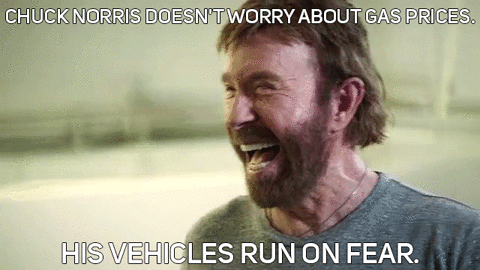 CHUCK NORRIS DOESN'T WORRY ABOUT GAS PRICES.
HIS VEHICLES RUN ON FEAR.